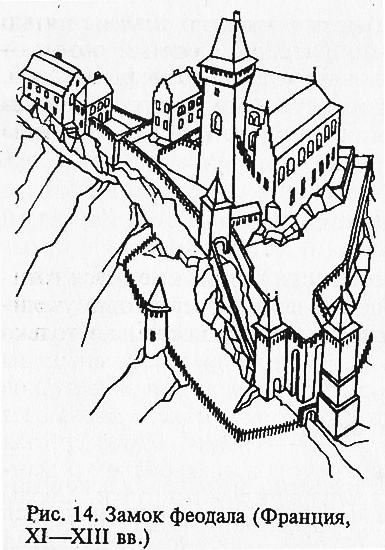 Рис. 14. Замок феодала (Франция,
XI—XIII вв.)